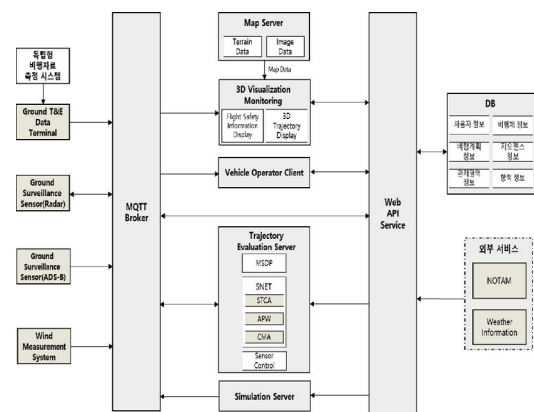 Map Server
Terrain
Data
Image
Data
Map Data
독립형
비행자료
측정 시스템
Ground T&E
Data
Terminal
Ground
Surveillance
Sensor(Radar)
Ground
Surveillance
Sensor(ADS-B)
Wind
Measurement
System
MQTT
Broker
3D Visualization
Monitoring
Flight Safety
Information
Display
3D
Trajectory
Display
Vehicle Operator Client
Trajectory
Evaluation Server
MSDP
SNET
STCA
APW
CMA
Sensor
Control
Simulation Server
Web
API
Service
DB
사용자 정보
비행체 정보
비행계획
정보
지오펜스
정보
관제영역
정보
항적 정보
외부 서비스
NOTAM
Weather
Information